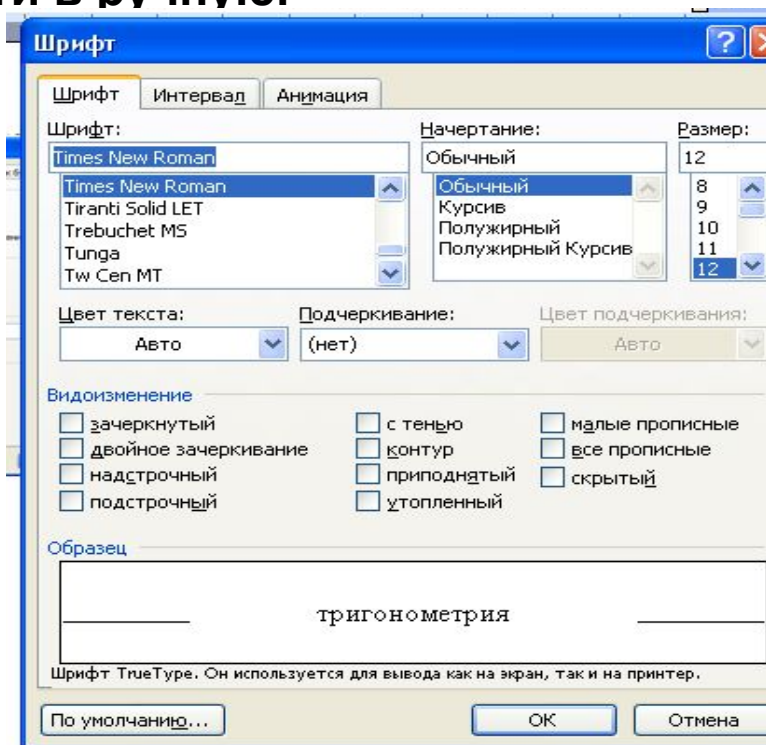 в ручную.
Шрифт
Шрифт Интервал Анимация
Шрифт: Начертание: Размер:
Times New Roman Обычный 12
Times New Roman Обычный 8
Tiranti Solid LET Курсив 9
Trebuchet MS Полужирный 10
Tunga Полужирный Курсив 11
Tw Cen MT 12
Цвет текста: Подчеркивание: Цвет подчеркивания:
Авто (нет) Авто
Видоизменение
зачеркнутый с тенью малые прописные
двойное зачеркивание контур все прописные
надстрочный приподнятый скрытый
подстрочный утопленный
Образец
тригонометрия
Шрифт TrueType. Он используется для вывода как на экран, так и на принтер.
По умолчанию... ОК Отмена